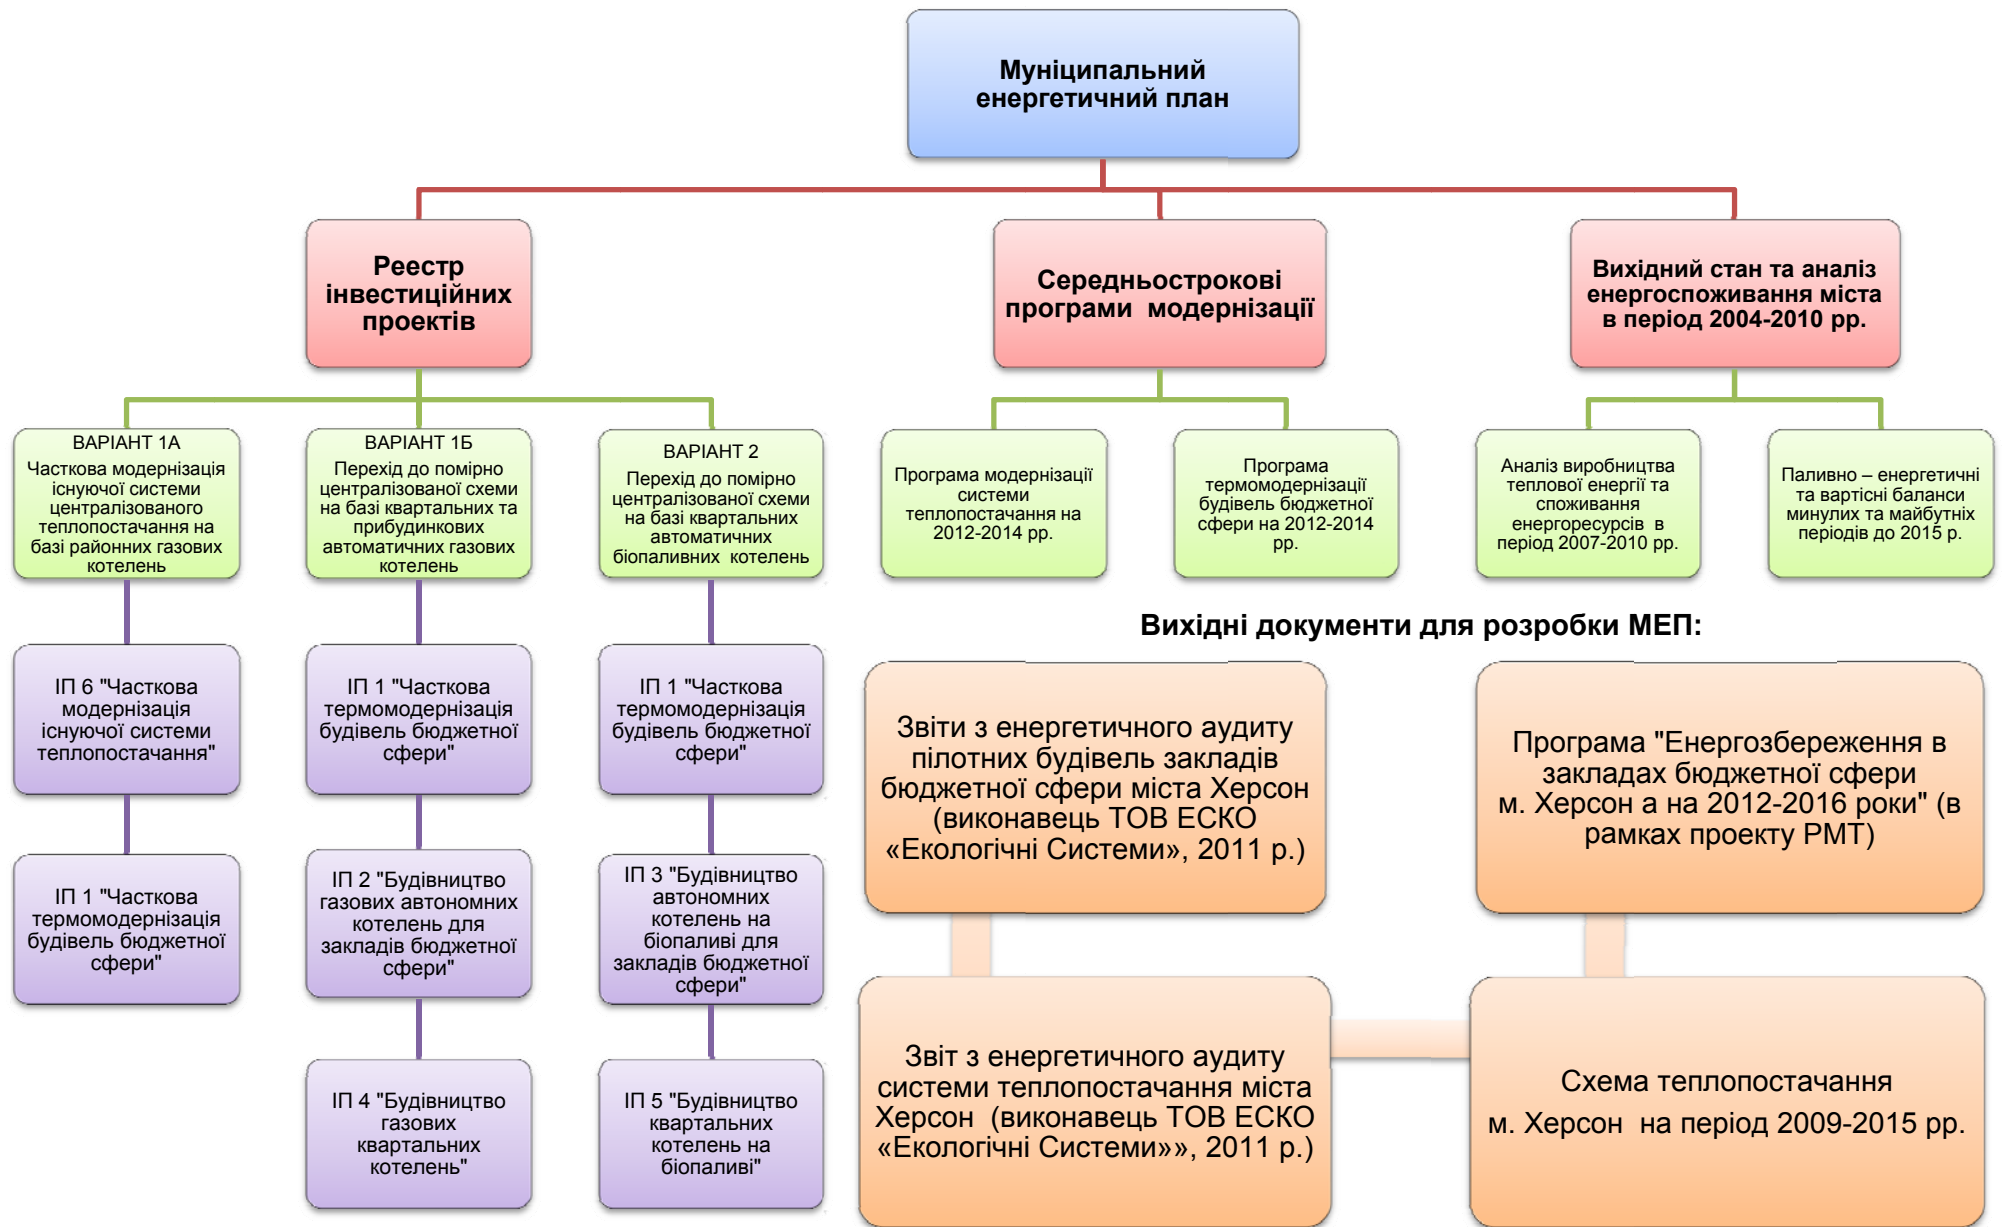 Муніципальний
енергетичний план
Реестр
інвестиційних
проектів
Середньострокові
програми модернізації
Вихідний стан та аналіз
енергоспоживання міста
в період 2004-2010 рр.
ВАРІАНТ 1А
Часткова модернізація
існуючої системи
централізованого
теплопостачання на
базі районних газових
котелень
ВАРІАНТ 1Б
Перехід до помірно
централізованої схеми
на базі квартальних та
прибудинкових
автоматичних газових
котелень
ВАРІАНТ 2
Перехід до помірно
централізованої схеми
на базі квартальних
автоматичних
біопаливних котелень
Програма модернізації
системи
теплопостачання на
2012-2014 рр.
Програма
термомодернізації
будівель бюджетної
сфери на 2012-2014
рр.
Аналіз виробництва
теплової енергії та
споживання
енергоресурсів в
період 2007-2010 рр.
Паливно – енергетичні
та вартісні баланси
минулих та майбутніх
періодів до 2015 р.
ІП 6 "Часткова
модернізація
існуючої системи
теплопостачання"
ІП 1 "Часткова
термомодернізація
будівель бюджетної
сфери"
ІП 1 "Часткова
термомодернізація
будівель бюджетної
сфери"
ІП 2 "Будівництво
газових автономних
котелень для
закладів бюджетної
сфери"
ІП 4 "Будівництво
газових
квартальних
котелень"
ІП 1 "Часткова
термомодернізація
будівель бюджетної
сфери"
ІП 3 "Будівництво
автономних
котелень на
біопаливі для
закладів бюджетної
сфери"
ІП 5 "Будівництво
квартальних
котелень на
біопаливі"
Вихідні документи для розробки МЕП:
Звіти з енергетичного аудиту
пілотних будівель закладів
бюджетної сфери міста Херсон
(виконавець ТОВ ЕСКО
«Екологічні Системи», 2011 р.)
Програма "Енергозбереження в
закладах бюджетної сфери
м. Херсон а на 2012-2016 роки" (в
рамках проекту РМТ)
Звіт з енергетичного аудиту
системи теплопостачання міста
Херсон (виконавець ТОВ ЕСКО
«Екологічні Системи»», 2011 р.)
Схема теплопостачання
м. Херсон на період 2009-2015 рр.